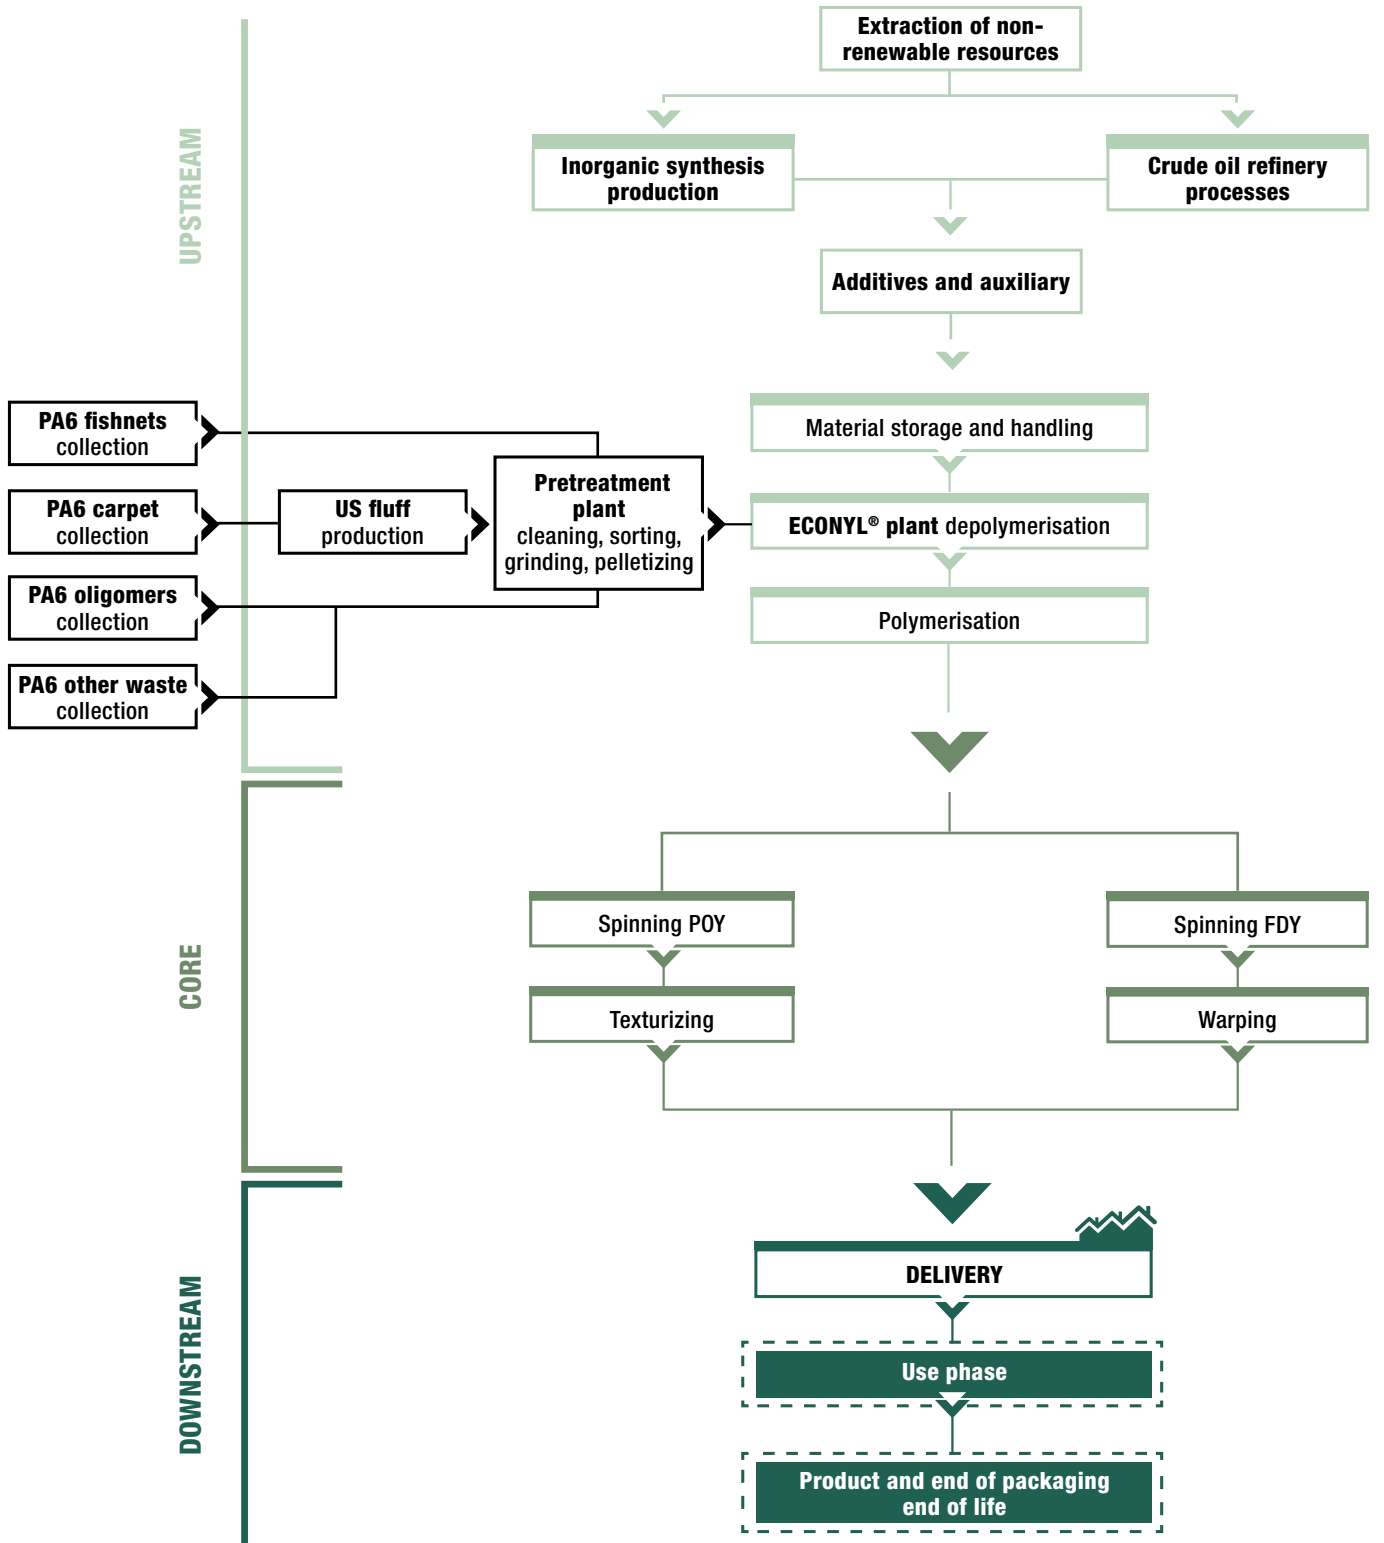 Extraction of non-
renewable resources
UPSTREAM
Inorganic synthesis
production
Crude oil refinery
processes
Additives and auxiliary
PA6 fishnets
collection
PA6 carpet
collection
PA6 oligomers
collection
PA6 other waste
collection
US fluff
production
Pretreatment
plant
cleaning, sorting,
grinding, pelletizing
Material storage and handling
ECONYL® plant depolymerisation
Polymerisation
CORE
Spinning POY
Spinning FDY
Texturizing
Warping
DOWNSTREAM
DELIVERY
Use phase
Product and end of packaging
end of life